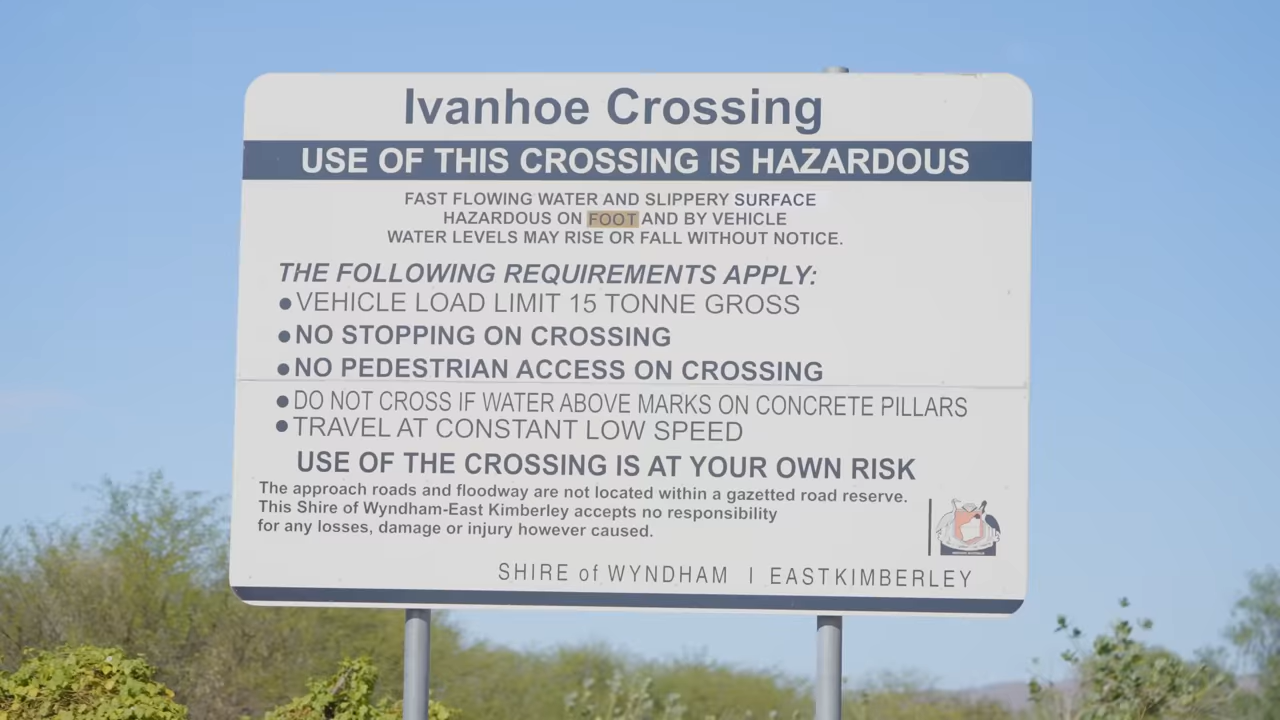 Ivanhoe Crossing
USE OF THIS CROSSING IS HAZARDOUS
FAST FLOWING WATER AND SLIPPERY SURFACE
HAZARDOUS ON FOOT AND BY VEHICLE
WATER LEVELS MAY RISE OR FALL WITHOUT NOTICE.
THE FOLLOWING REQUIREMENTS APPLY:
●VEHICLE LOAD LIMIT 15 TONNE GROSS
●NO STOPPING ON CROSSING
●NO PEDESTRIAN ACCESS ON CROSSING
●DO NOT CROSS IF WATER ABOVE MARKS ON CONCRETE PILLARS
●TRAVEL AT CONSTANT LOW SPEED
USE OF THE CROSSING IS AT YOUR OWN RISK
The approach roads and floodway are not located within a gazetted road reserve.
This Shire of Wyndham-East Kimberley accepts no responsibility
for any losses, damage or injury however caused.
SHIRE of WYNDHAM | EASTKIMBERLEY